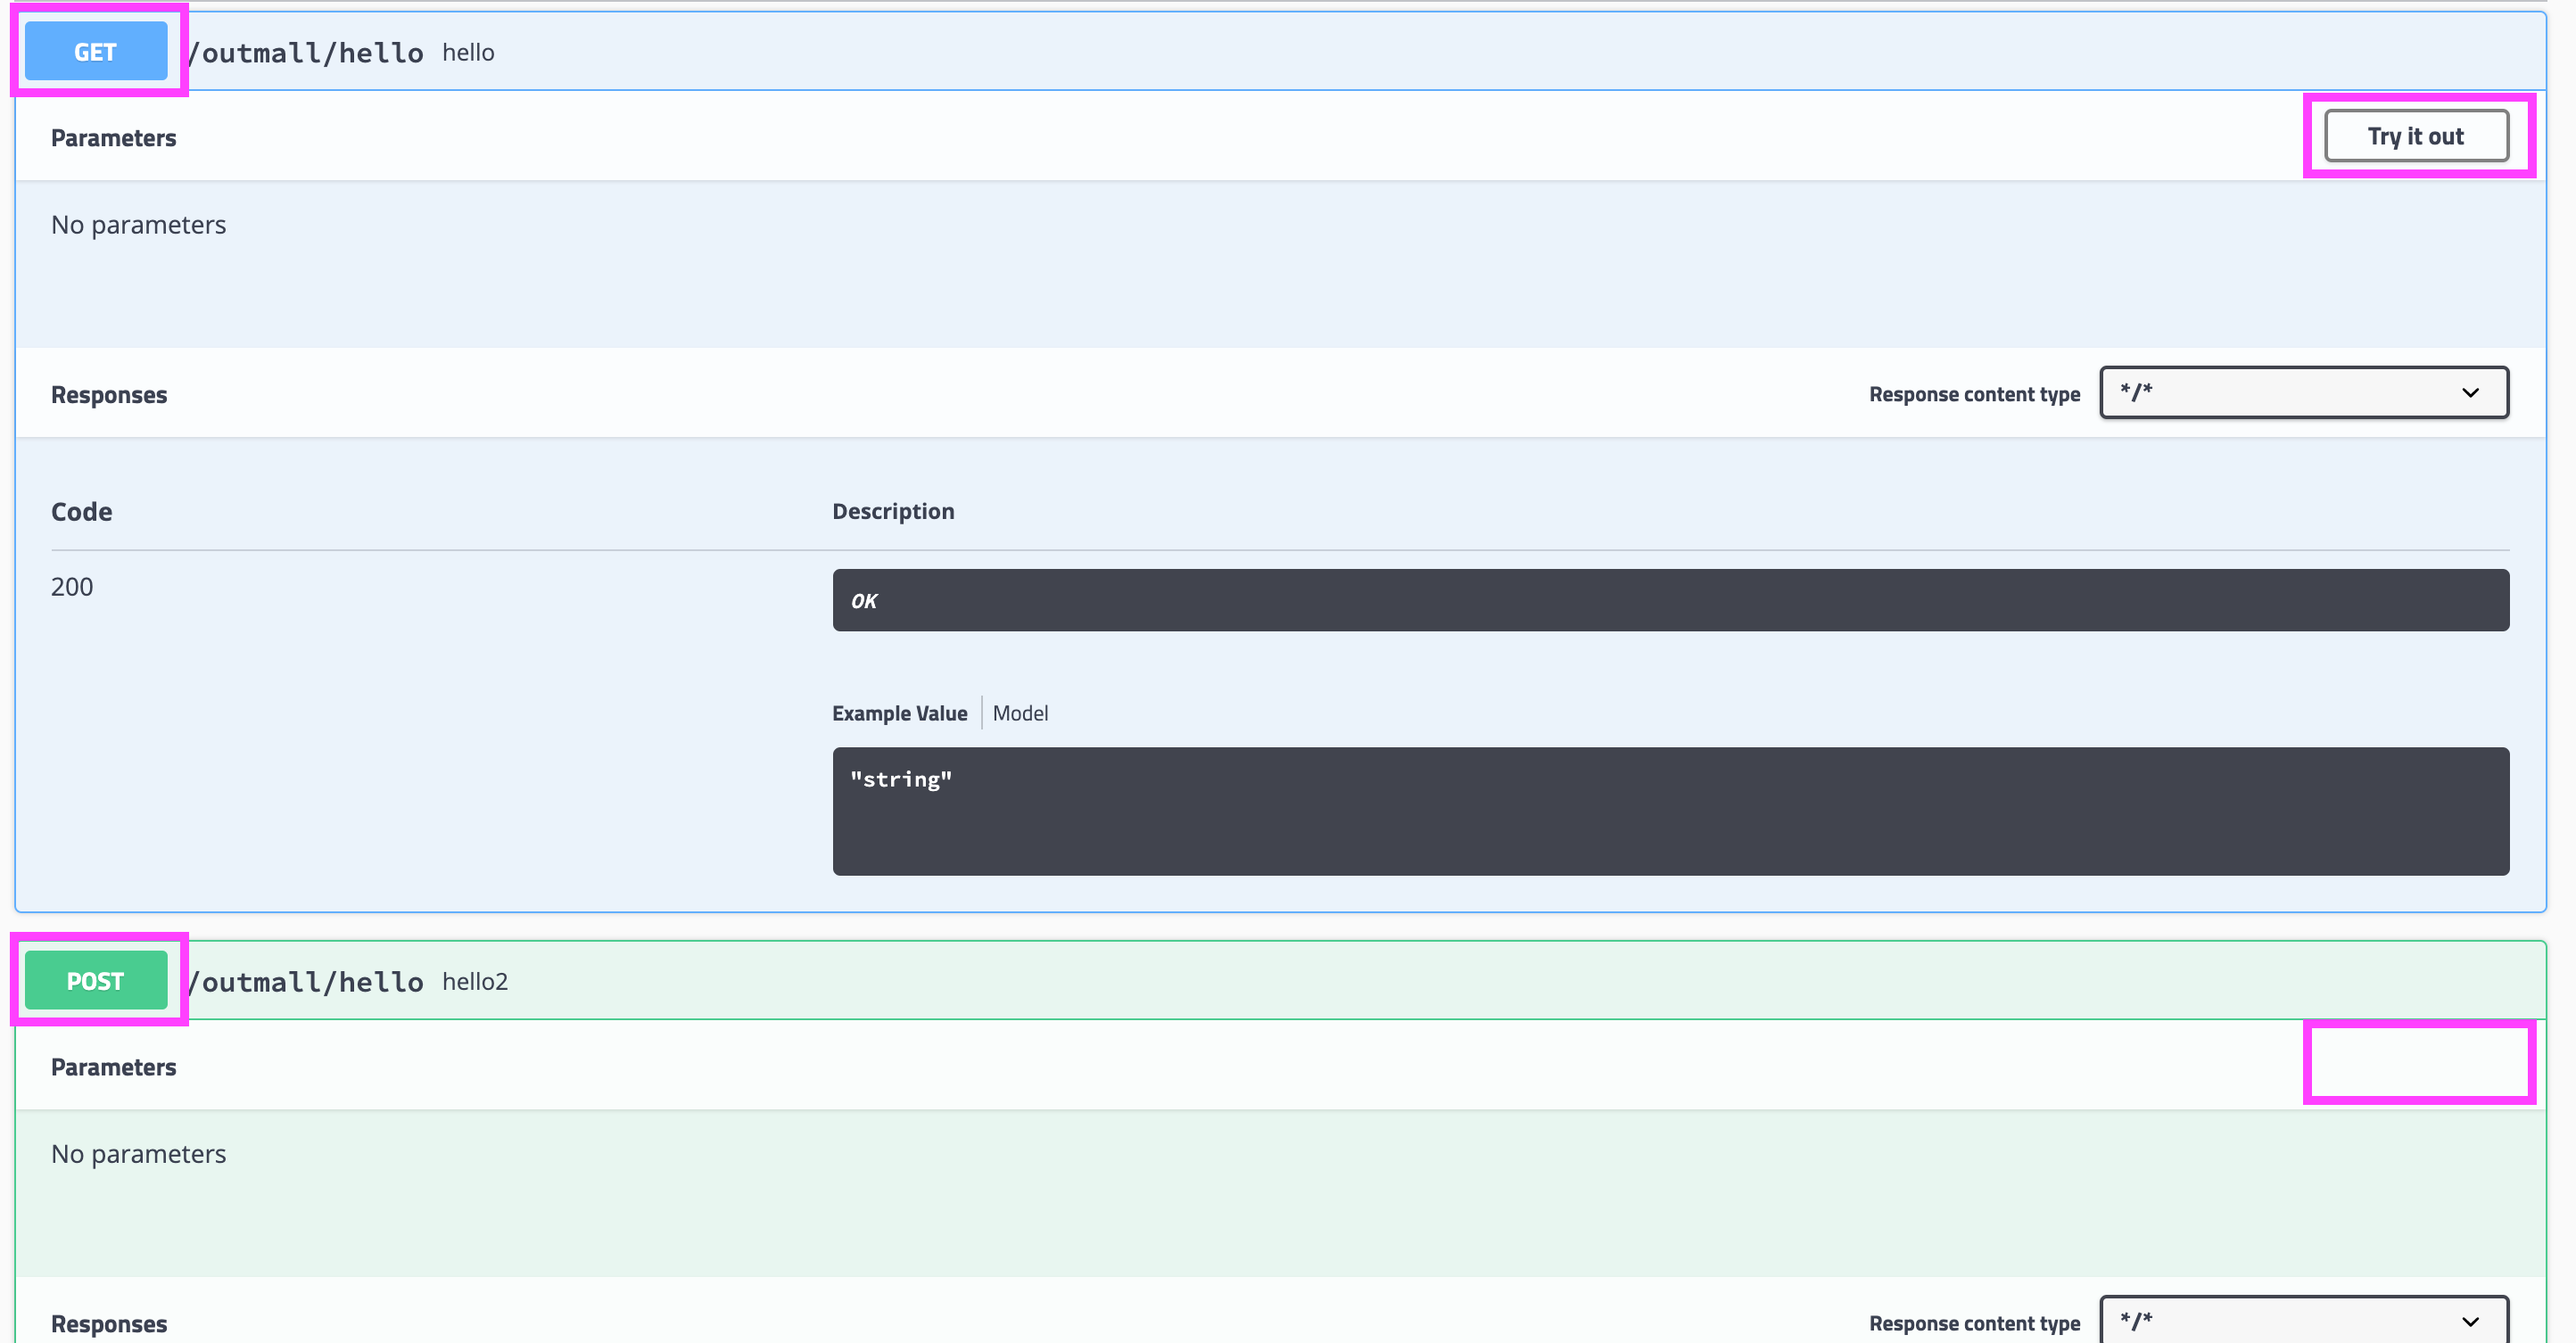 GET /outmall/hello hello
Parameters
Try it out
No parameters
Responses
Response content type */*
Code Description
200 OK
Example Value Model
"string"
POST /outmall/hello hello2
Parameters
No parameters
Responses
Response content type */*